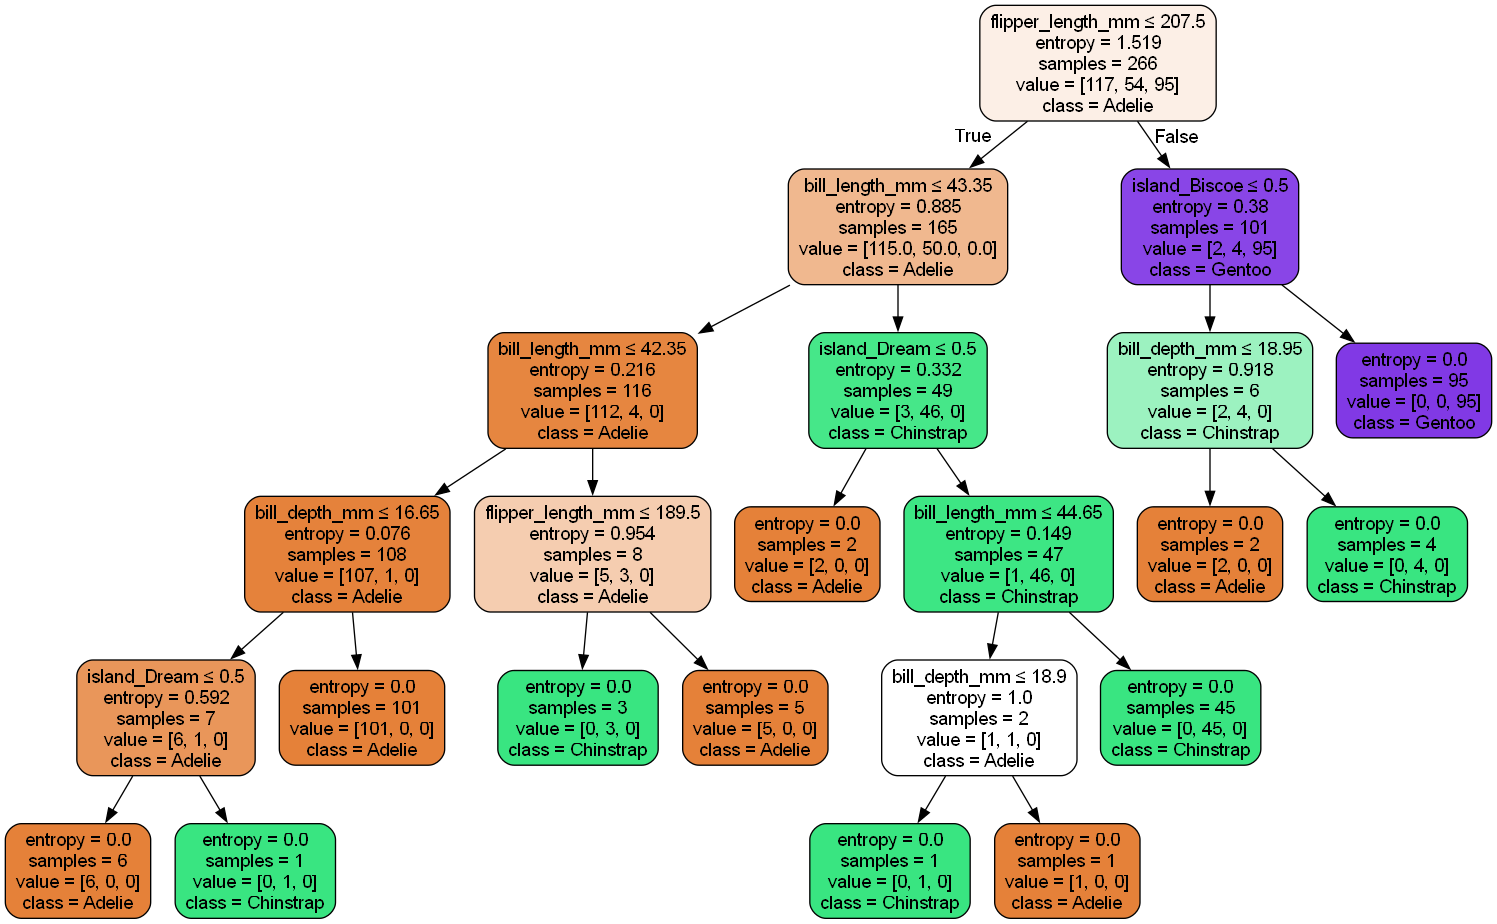 flipper_length_mm ≤ 207.5
entropy = 1.519
samples = 266
value = [117, 54, 95]
class = Adelie
True
False
bill_length_mm ≤ 43.35
entropy = 0.885
samples = 165
value = [115.0, 50.0, 0.0]
class = Adelie
island_Biscoe ≤ 0.5
entropy = 0.38
samples = 101
value = [2, 4, 95]
class = Gentoo
bill_length_mm ≤ 42.35
entropy = 0.216
samples = 116
value = [112, 4, 0]
class = Adelie
island_Dream ≤ 0.5
entropy = 0.332
samples = 49
value = [3, 46, 0]
class = Chinstrap
bill_depth_mm ≤ 18.95
entropy = 0.918
samples = 6
value = [2, 4, 0]
class = Chinstrap
entropy = 0.0
samples = 95
value = [0, 0, 95]
class = Gentoo
bill_depth_mm ≤ 16.65
entropy = 0.076
samples = 108
value = [107, 1, 0]
class = Adelie
flipper_length_mm ≤ 189.5
entropy = 0.954
samples = 8
value = [5, 3, 0]
class = Adelie
entropy = 0.0
samples = 2
value = [2, 0, 0]
class = Adelie
bill_length_mm ≤ 44.65
entropy = 0.149
samples = 47
value = [1, 46, 0]
class = Chinstrap
entropy = 0.0
samples = 2
value = [2, 0, 0]
class = Adelie
entropy = 0.0
samples = 4
value = [0, 4, 0]
class = Chinstrap
island_Dream ≤ 0.5
entropy = 0.592
samples = 7
value = [6, 1, 0]
class = Adelie
entropy = 0.0
samples = 101
value = [101, 0, 0]
class = Adelie
entropy = 0.0
samples = 3
value = [0, 3, 0]
class = Chinstrap
entropy = 0.0
samples = 5
value = [5, 0, 0]
class = Adelie
bill_depth_mm ≤ 18.9
entropy = 1.0
samples = 2
value = [1, 1, 0]
class = Adelie
entropy = 0.0
samples = 45
value = [0, 45, 0]
class = Chinstrap
entropy = 0.0
samples = 6
value = [6, 0, 0]
class = Adelie
entropy = 0.0
samples = 1
value = [0, 1, 0]
class = Chinstrap
entropy = 0.0
samples = 1
value = [0, 1, 0]
class = Chinstrap
entropy = 0.0
samples = 1
value = [1, 0, 0]
class = Adelie